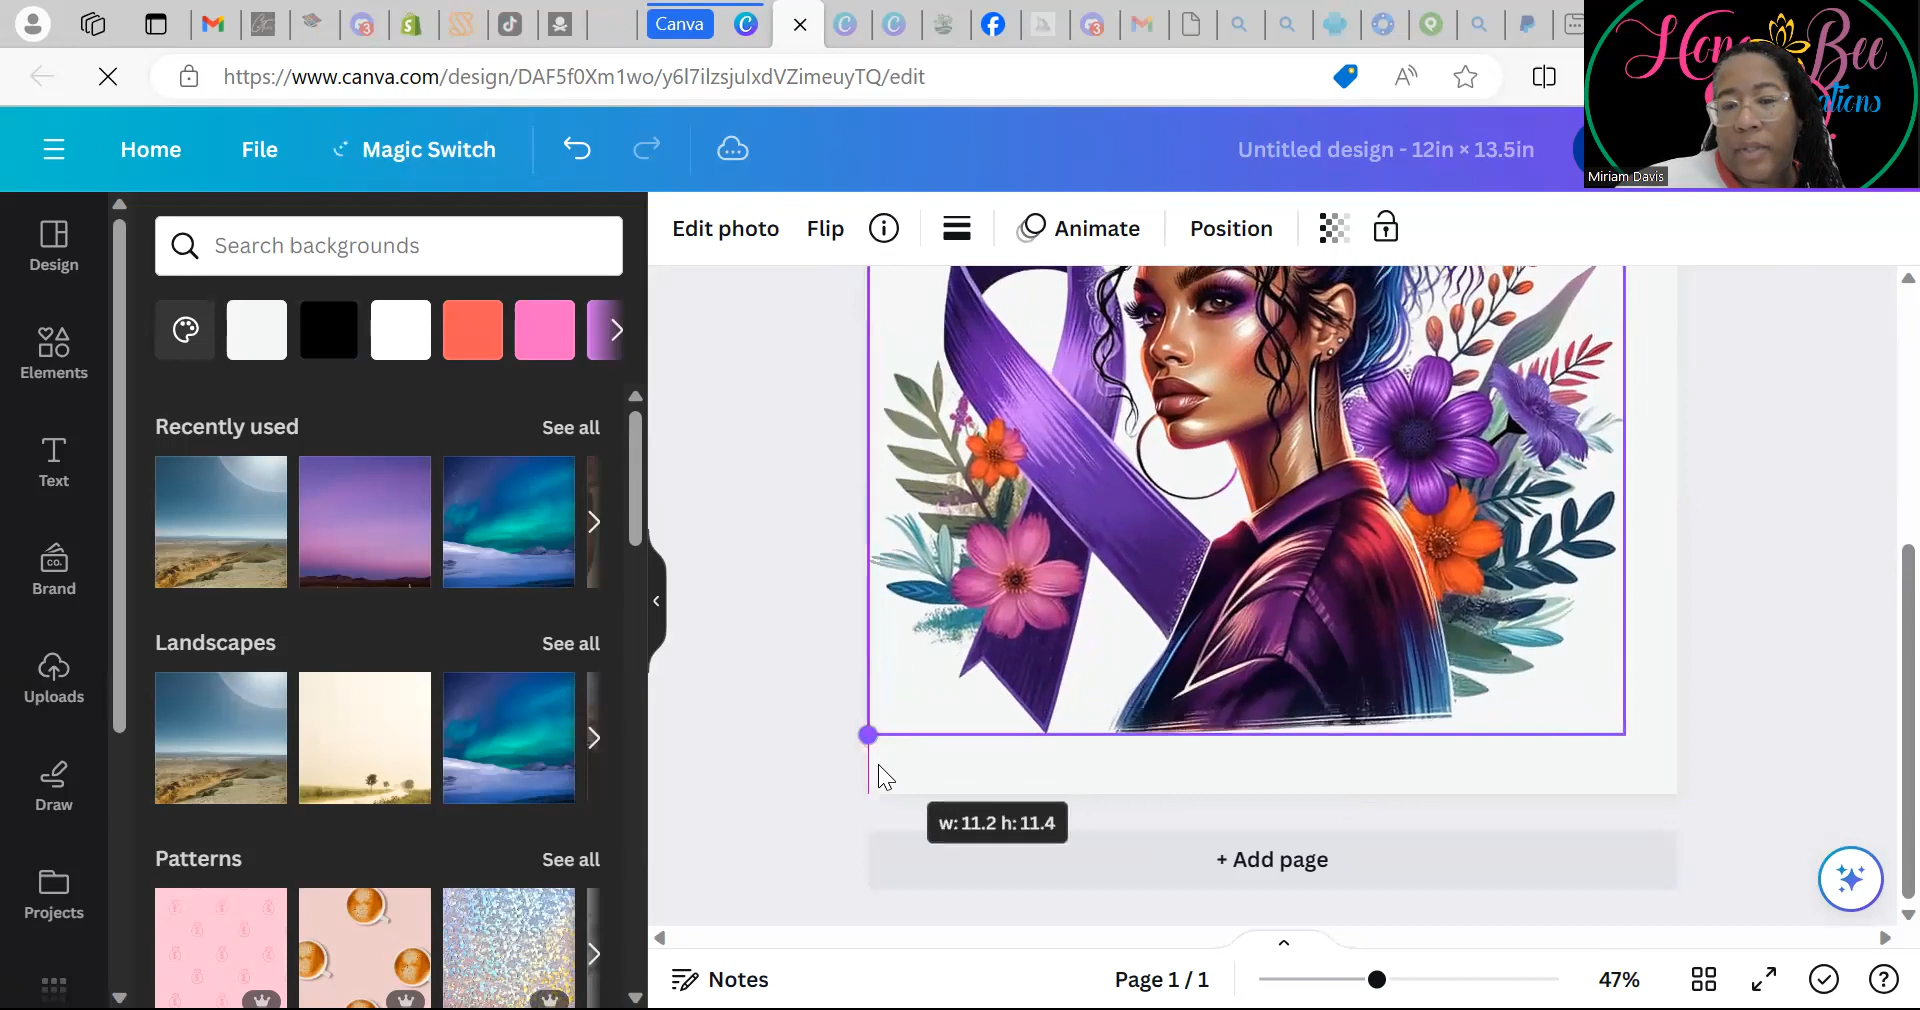 Canva
https://www.canva.com/design/DAF5f0Xm1wo/y6l7ilzsjuIxdVZimeuyTQ/edit
Miriam Davis
Home
File
Magic Switch
Untitled design - 12in × 13.5in
Design
Elements
Text
Brand
Uploads
Draw
Projects
Search backgrounds
Recently used
See all
Landscapes
See all
Patterns
See all
Edit photo
Flip
Animate
Position
w: 11.2 h: 11.4
+ Add page
Notes
Page 1 / 1
47%
Bee